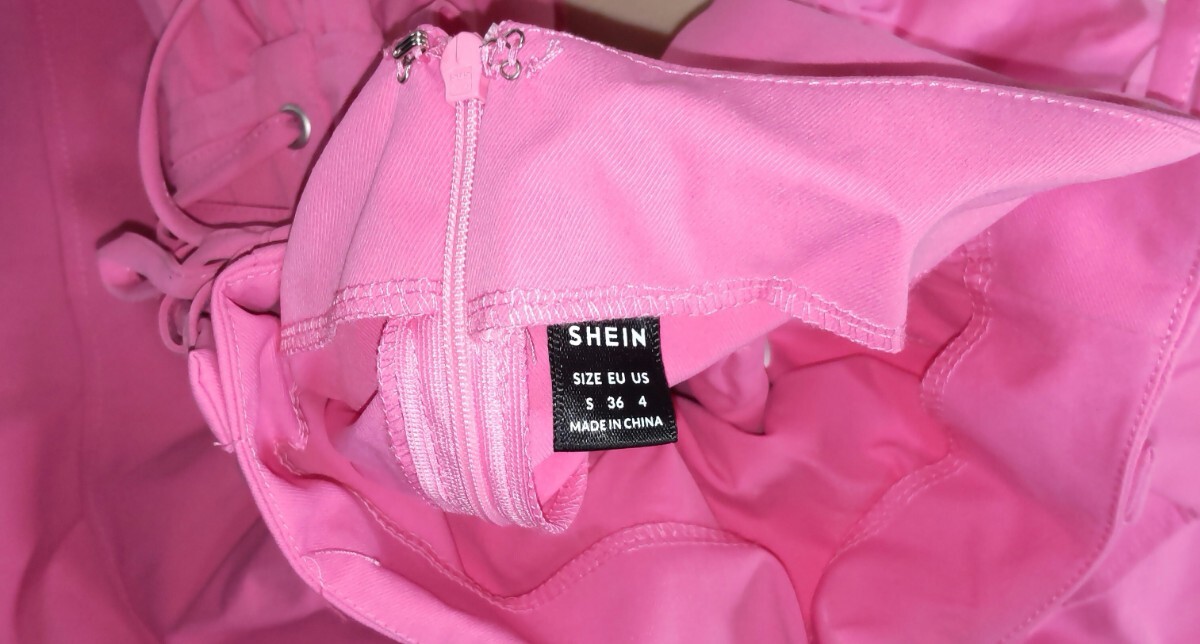 SHEIN
SIZE EU US
S 36 4
MADE IN CHINA